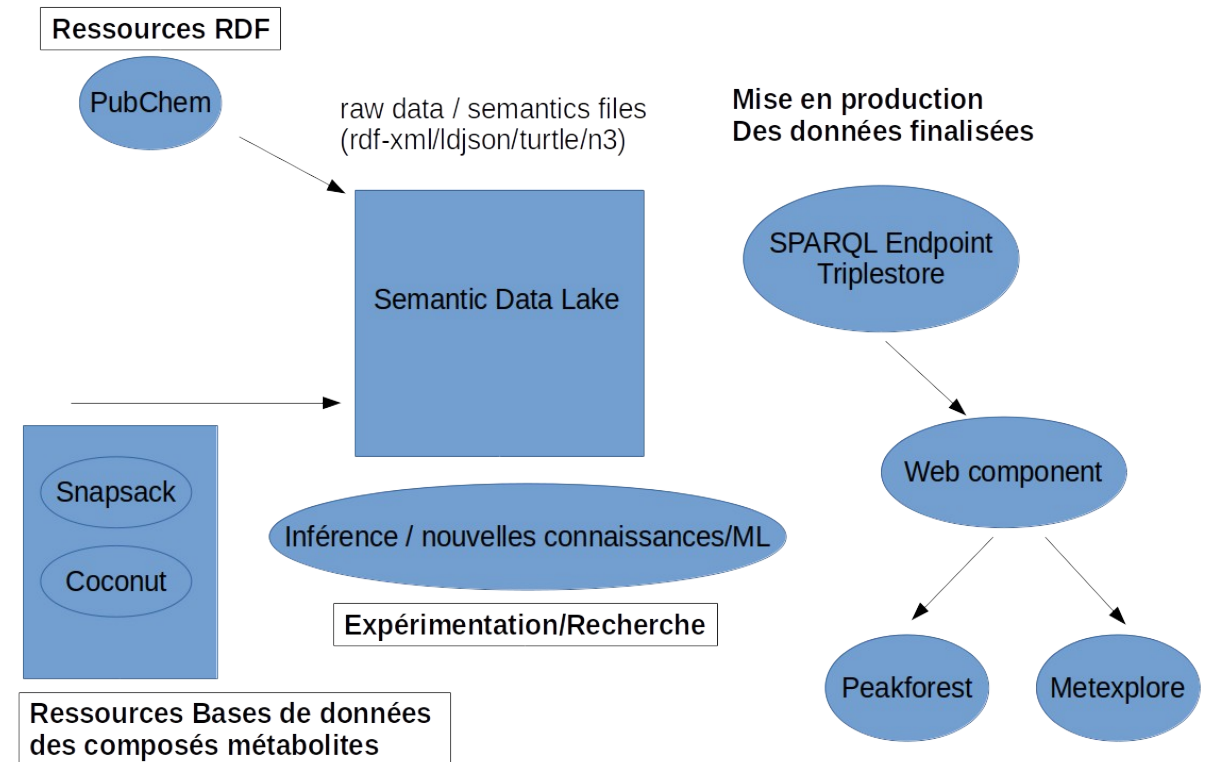 Ressources RDF
PubChem
raw data / semantics files
(rdf-xml/ldjson/turtle/n3)
Mise en production
Des données finalisées
Semantic Data Lake
SPARQL Endpoint
Triplestore
Web component
Snapsack
Coconut
Inférence / nouvelles connaissances/ML
Expérimentation/Recherche
Peakforest
Metexplore
Ressources Bases de données
des composés métabolites